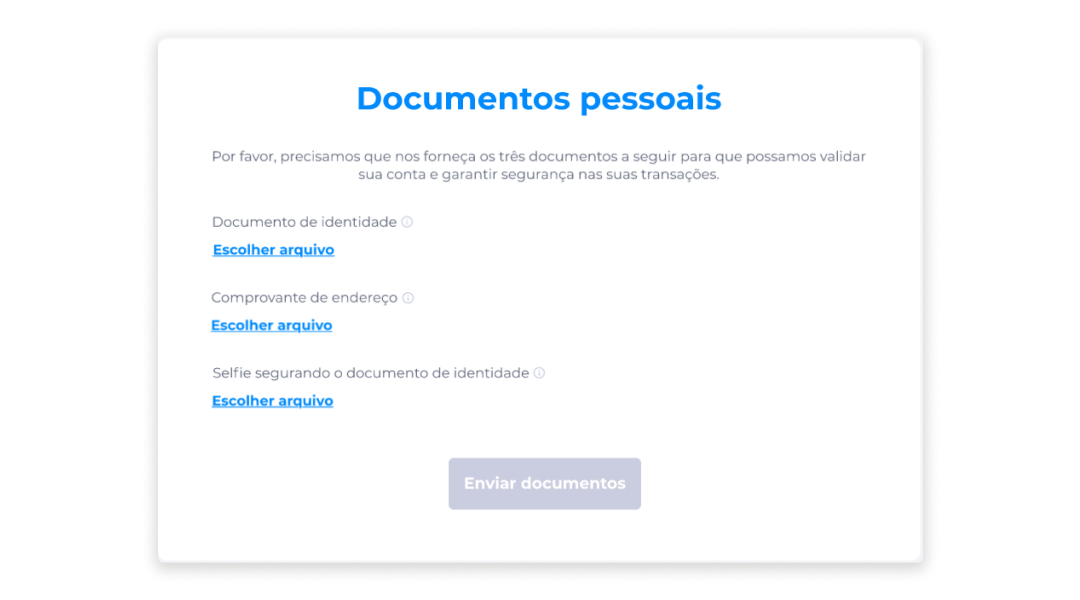 Documentos pessoais
Por favor, precisamos que nos forneça os três documentos a seguir para que possamos validar
sua conta e garantir segurança nas suas transações.
Documento de identidade
Escolher arquivo
Comprovante de endereço
Escolher arquivo
Selfie segurando o documento de identidade
Escolher arquivo
Enviar documentos